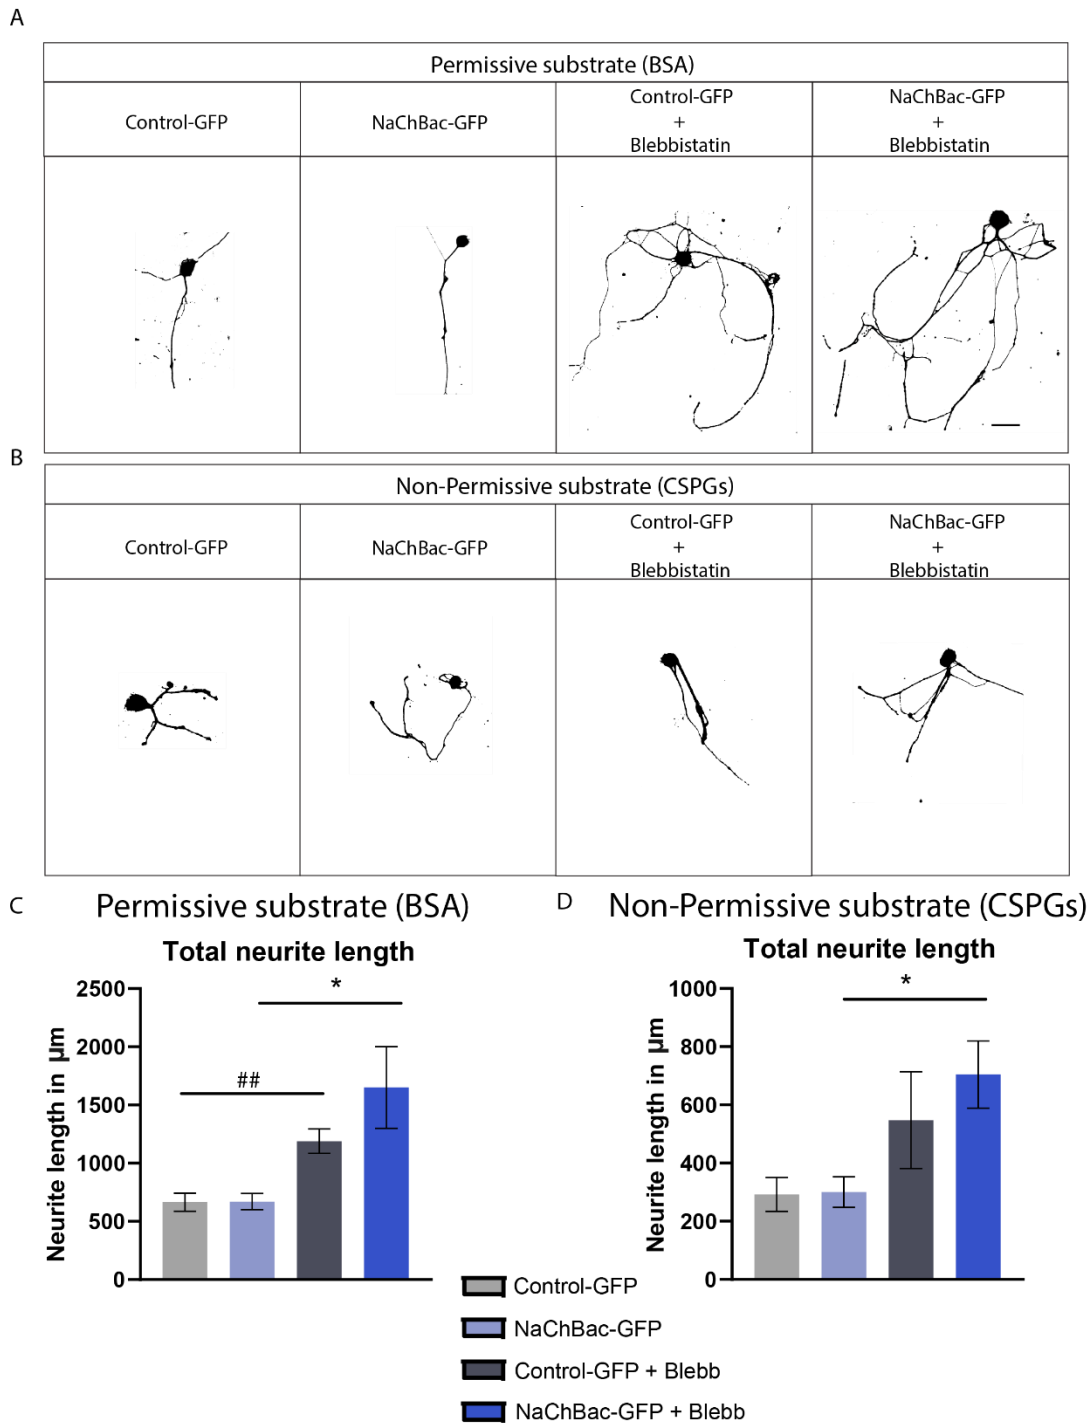 A
Permissive substrate (BSA)
Control-GFP
NaChBac-GFP
Control-GFP
+
Blebbistatin
NaChBac-GFP
+
Blebbistatin
B
Non-Permissive substrate (CSPGs)
Control-GFP
NaChBac-GFP
Control-GFP
+
Blebbistatin
NaChBac-GFP
+
Blebbistatin
C
Permissive substrate (BSA)
Total neurite length
Neurite length in µm
2500
2000
1500
1000
500
0
##
*
D
Non-Permissive substrate (CSPGs)
Total neurite length
Neurite length in µm
1000
800
600
400
200
0
*
Control-GFP
NaChBac-GFP
Control-GFP + Blebb
NaChBac-GFP + Blebb